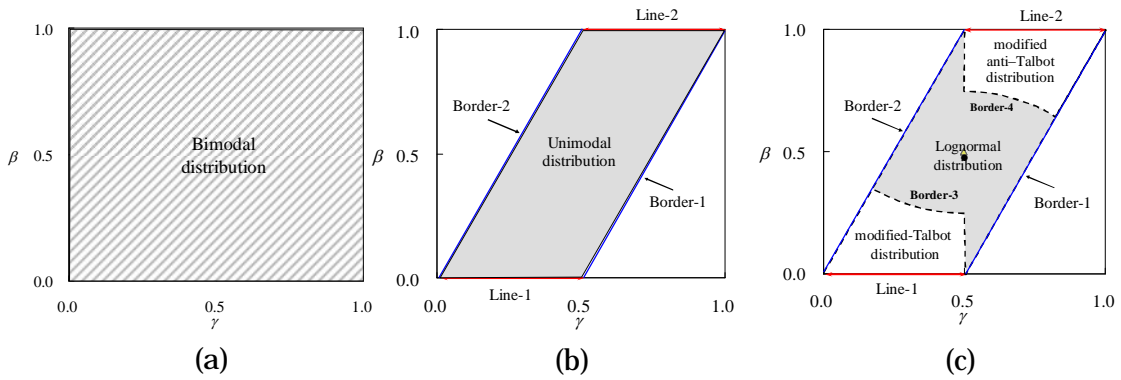 1.0
β
0.5
Bimodal
distribution
0.0
0.0
0.5
1.0
γ
(a)
Line-2
1.0
Border-2
β
0.5
Unimodal
distribution
Border-1
0.0
0.0
Line-1
0.5
1.0
γ
(b)
Line-2
1.0
modified
anti–Talbot
distribution
Border-2
Border-4
β
0.5
Lognormal
distribution
Border-3
Border-1
modified-Talbot
distribution
0.0
Line-1
0.0
0.5
1.0
γ
(c)